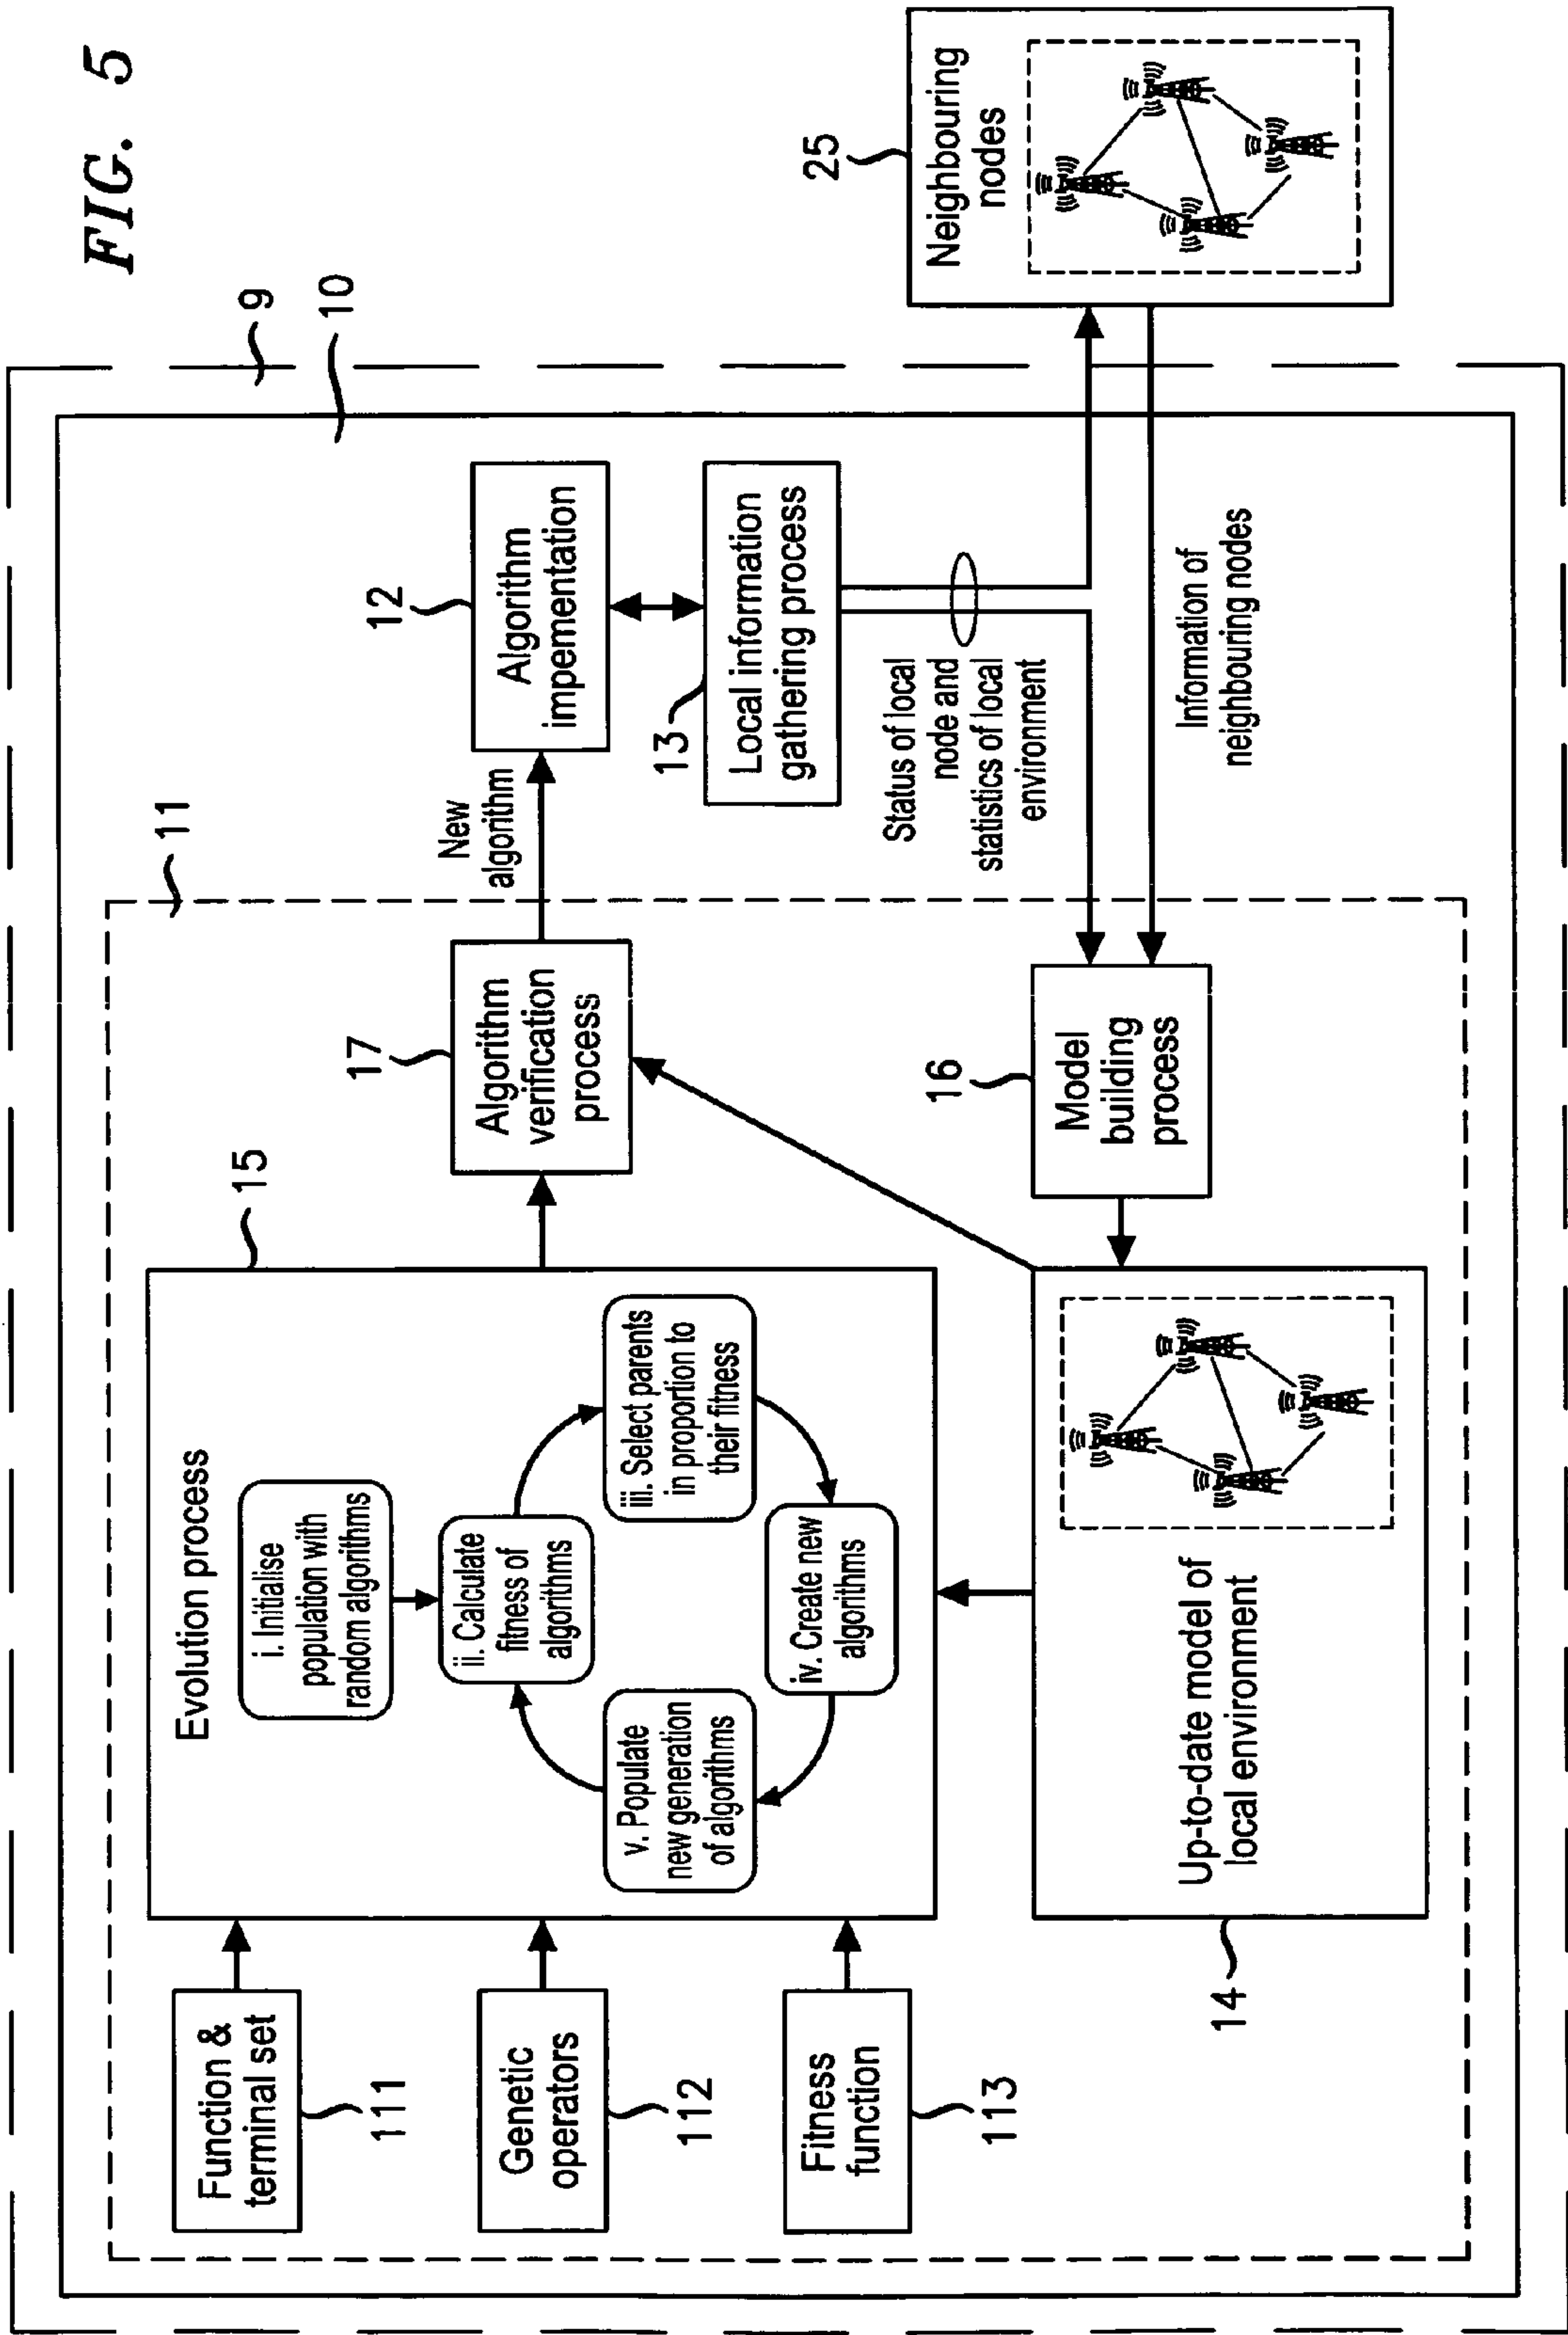 FIG. 5
9
10
11
Function &
terminal set
111
Genetic
operators
112
Fitness
function
113
Evolution process
15
i. Initialise
population with
random algorithms
ii. Calculate
fitness of
algorithms
iii. Select parents
in proportion to
their fitness
iv. Create new
algorithms
v. Populate
new generation
of algorithms
17
Algorithm
verification
process
New
algorithm
12
Algorithm
impementation
13
Local information
gathering process
Status of local
node and
statistics of local
environment
Information of
neighbouring nodes
25
Neighbouring
nodes
16
Model
building
process
14
Up-to-date model of
local environment